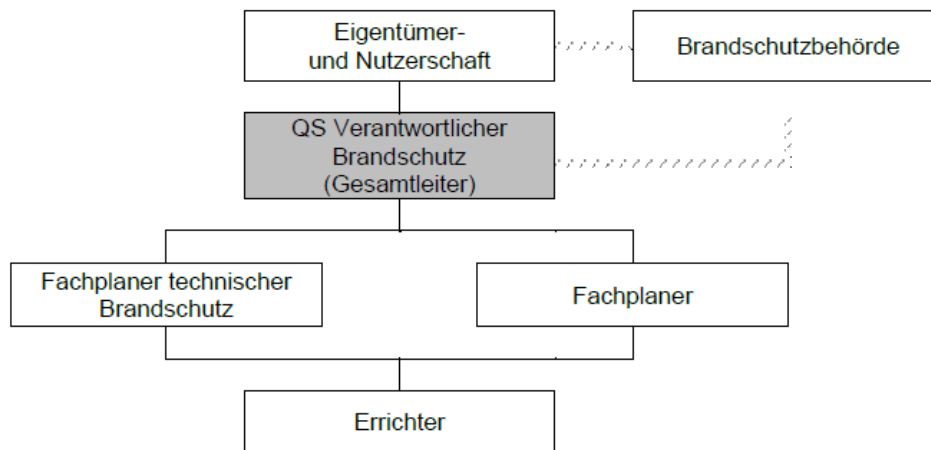 Eigentümer-
und Nutzerschaft
Brandschutzbehörde
QS Verantwortlicher
Brandschutz
(Gesamtleiter)
Fachplaner technischer
Brandschutz
Fachplaner
Errichter